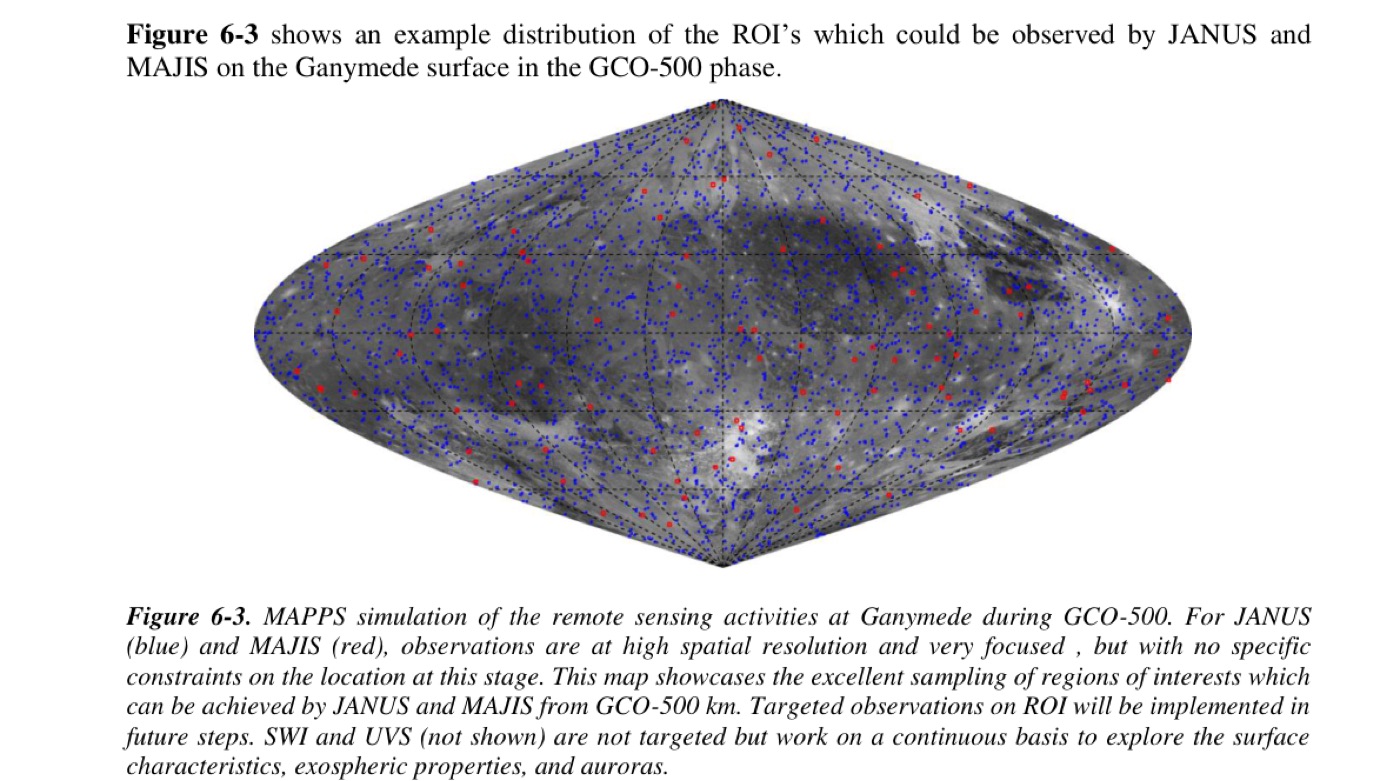 Figure 6-3 shows an example distribution of the ROI's which could be observed by JANUS and
MAJIS on the Ganymede surface in the GCO-500 phase.
Figure 6-3. MAPPS simulation of the remote sensing activities at Ganymede during GCO-500. For JANUS
(blue) and MAJIS (red), observations are at high spatial resolution and very focused , but with no specific
constraints on the location at this stage. This map showcases the excellent sampling of regions of interests which
can be achieved by JANUS and MAJIS from GCO-500 km. Targeted observations on ROI will be implemented in
future steps. SWI and UVS (not shown) are not targeted but work on a continuous basis to explore the surface
characteristics, exospheric properties, and auroras.